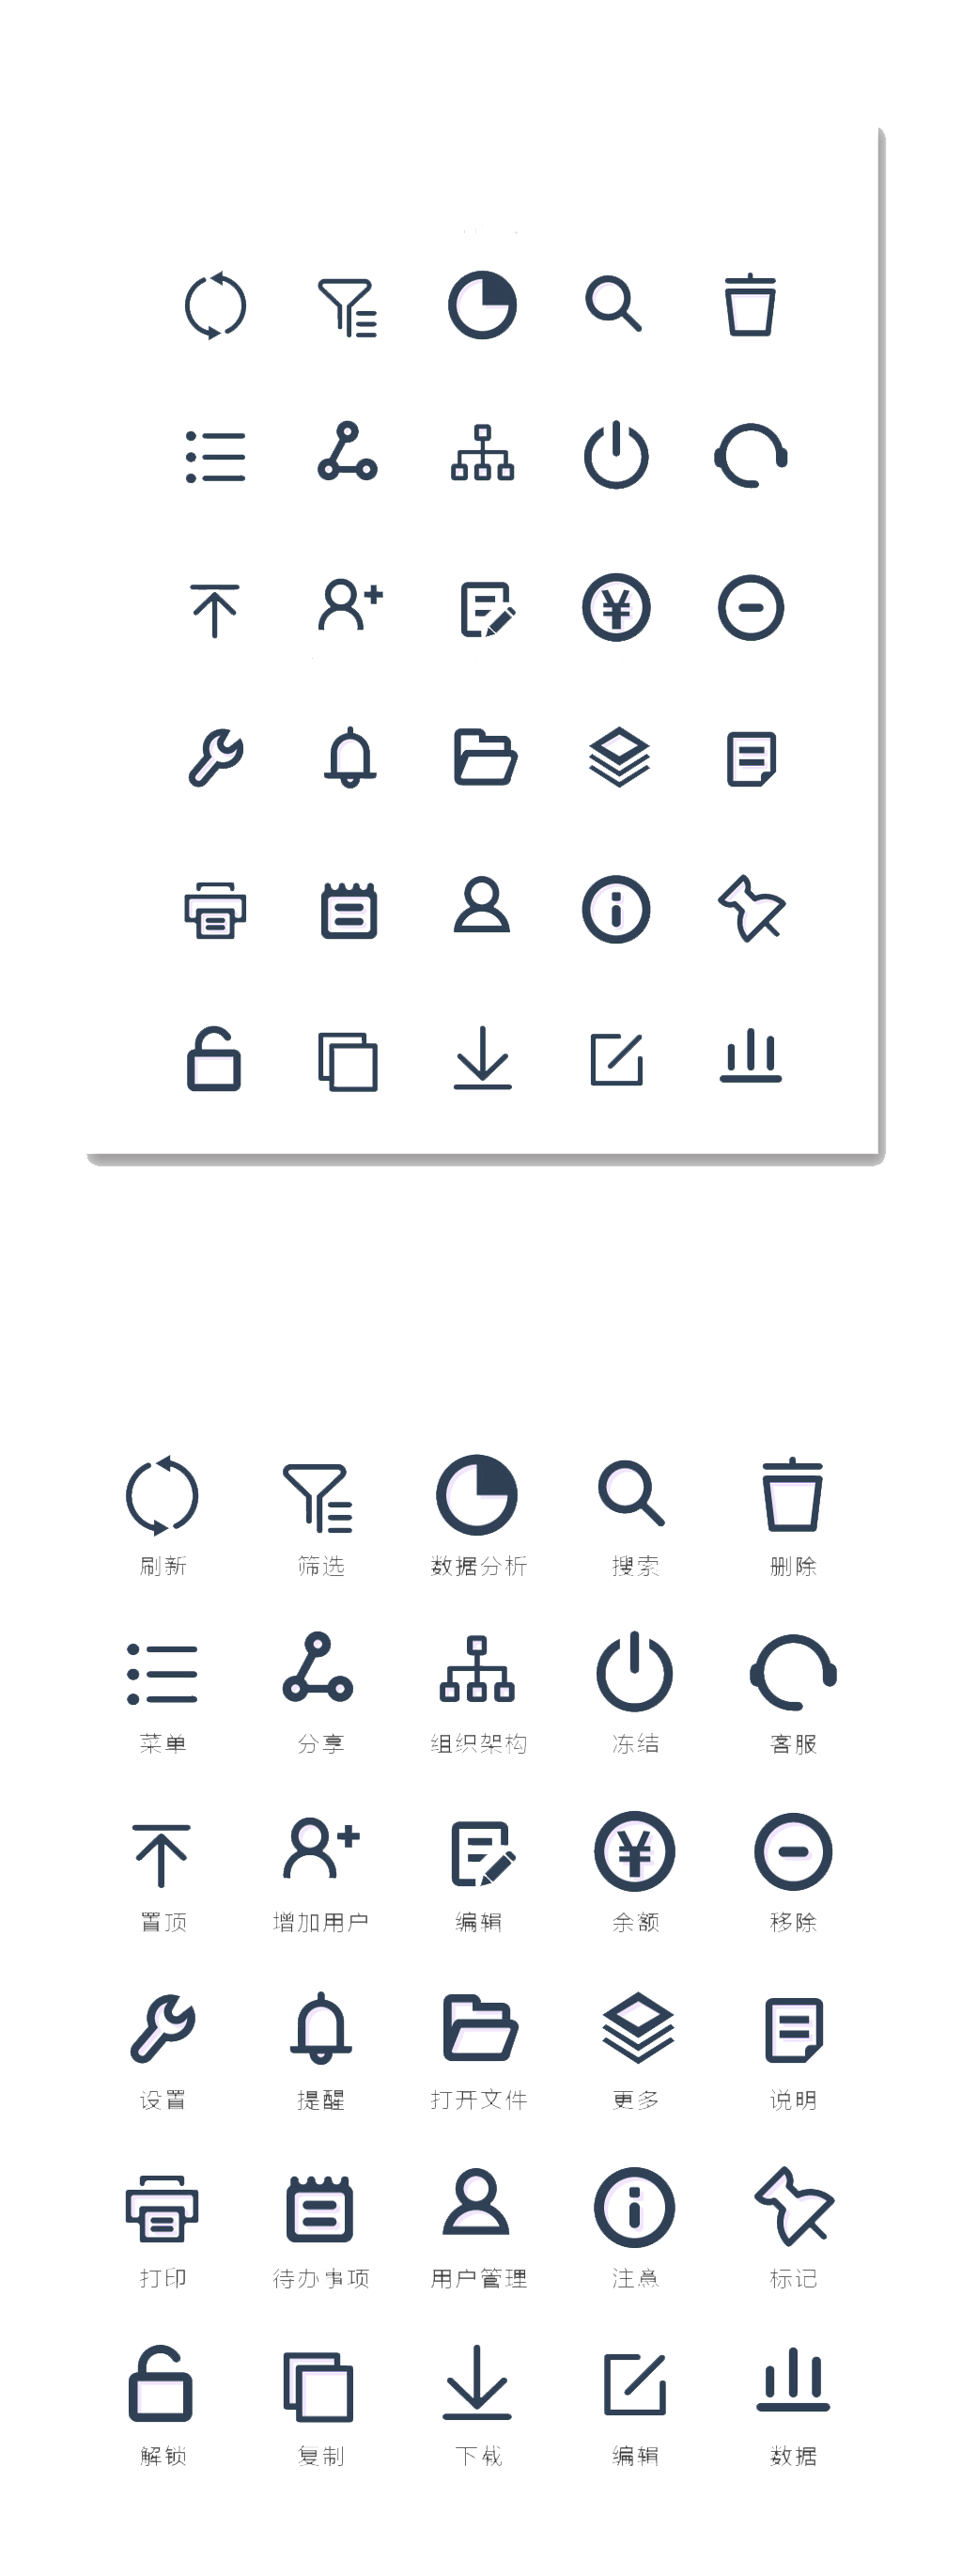 刷新 筛选 数据分析 搜索 删除
菜单 分享 组织架构 冻结 客服
置顶 增加用户 编辑 余额 移除
设置 提醒 打开文件 更多 说明
打印 待办事项 用户管理 注意 标记
解锁 复制 下载 编辑 数据